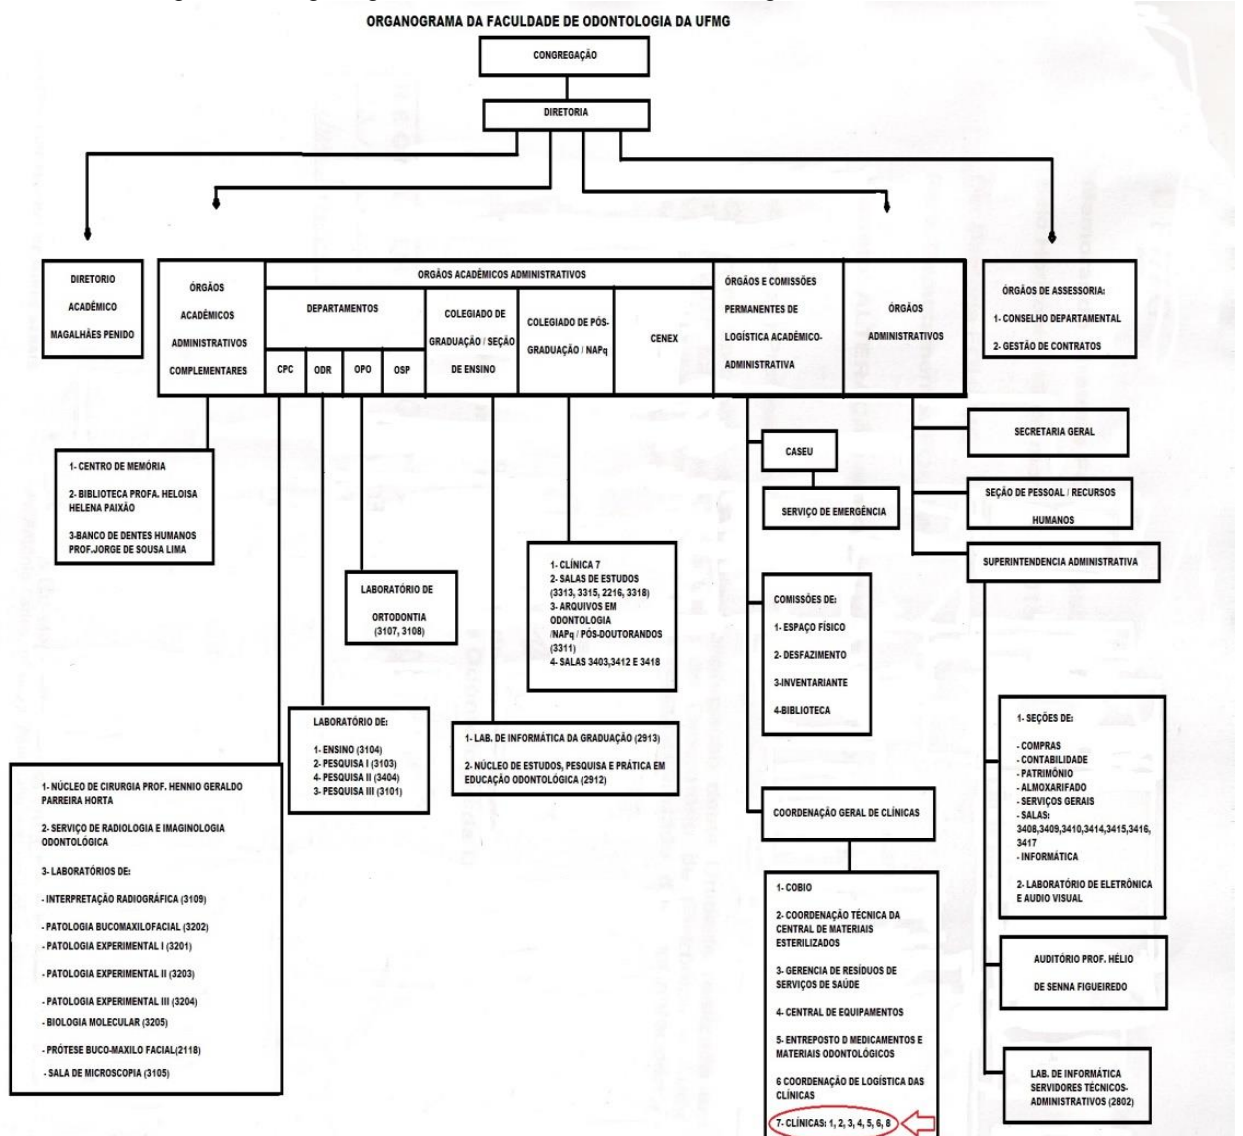 ORGANOGRAMA DA FACULDADE DE ODONTOLOGIA DA UFMG
CONGREGAÇÃO
DIRETORIA
DIRETORIO
ACADÊMICO
MAGALHÃES PENIDO
ÓRGÃOS
ACADÊMICOS
ADMINISTRATIVOS
COMPLEMENTARES
ORGÃOS ACADÊMICOS ADMINISTRATIVOS
DEPARTAMENTOS
CPC
ODR
OPO
OSP
COLEGIADO DE
GRADUAÇÃO / SEÇÃO
DE ENSINO
COLEGIADO DE PÓS-
GRADUAÇÃO / NAPq
CENEX
ÓRGÃOS E COMISSÕES
PERMANENTES DE
LOGÍSTICA ACADÊMICO-
ADMINISTRATIVA
ÓRGÃOS
ADMINISTRATIVOS
ÓRGÃOS DE ASSESSORIA:
1- CONSELHO DEPARTAMENTAL
2- GESTÃO DE CONTRATOS
1- CENTRO DE MEMÓRIA
2- BIBLIOTECA PROFA. HELOISA
HELENA PAIXÃO
3-BANCO DE DENTES HUMANOS
PROF.JORGE DE SOUSA LIMA
CASEU
SERVIÇO DE EMERGÊNCIA
SECRETARIA GERAL
SEÇÃO DE PESSOAL / RECURSOS
HUMANOS
SUPERINTENDENCIA ADMINISTRATIVA
LABORATÓRIO DE
ORTODONTIA
(3107, 3108)
1- CLÍNICA 7
2- SALAS DE ESTUDOS
(3313, 3315, 2216, 3318)
3- ARQUIVOS EM
ODONTOLOGIA
/NAPq / PÓS-DOUTORANDOS
(3311)
4- SALAS 3403,3412 E 3418
COMISSÕES DE:
1- ESPAÇO FÍSICO
2- DESFAZIMENTO
3-INVENTARIANTE
4-BIBLIOTECA
LABORATÓRIO DE:
1- ENSINO (3104)
2- PESQUISA I (3103)
4- PESQUISA II (3404)
3- PESQUISA III (3101)
1- LAB. DE INFORMÁTICA DA GRADUAÇÃO (2913)
2- NÚCLEO DE ESTUDOS, PESQUISA E PRÁTICA EM
EDUCAÇÃO ODONTOLÓGICA (2912)
1- SEÇÕES DE:
- COMPRAS
- CONTABILIDADE
- PATRIMÔNIO
- ALMOXARIFADO
- SERVIÇOS GERAIS
- SALAS:
3408,3409,3410,3414,3415,3416,
3417
- INFORMÁTICA
2- LABORATÓRIO DE ELETRÔNICA
E AUDIO VISUAL
1- NÚCLEO DE CIRURGIA PROF. HENNIO GERALDO
PARREIRA HORTA
2- SERVIÇO DE RADIOLOGIA E IMAGINOLOGIA
ODONTOLÓGICA
3- LABORATÓRIOS DE:
- INTERPRETAÇÃO RADIOGRÁFICA (3109)
- PATOLOGIA BUCOMAXILOFACIAL (3202)
- PATOLOGIA EXPERIMENTAL I (3201)
- PATOLOGIA EXPERIMENTAL II (3203)
- PATOLOGIA EXPERIMENTAL III (3204)
- BIOLOGIA MOLECULAR (3205)
- PRÓTESE BUCO-MAXILO FACIAL(2118)
- SALA DE MICROSCOPIA (3105)
COORDENAÇÃO GERAL DE CLÍNICAS
1- COBIO
2- COORDENAÇÃO TÉCNICA DA
CENTRAL DE MATERIAIS
ESTERILIZADOS
3- GERENCIA DE RESÍDUOS DE
SERVIÇOS DE SAÚDE
4- CENTRAL DE EQUIPAMENTOS
5- ENTREPOSTO D MEDICAMENTOS E
MATERIAIS ODONTOLÓGICOS
6 COORDENAÇÃO DE LOGÍSTICA DAS
CLÍNICAS
7- CLÍNICAS: 1, 2, 3, 4, 5, 6, 8
AUDITÓRIO PROF. HÉLIO
DE SENNA FIGUEIREDO
LAB. DE INFORMÁTICA
SERVIDORES TÉCNICOS-
ADMINISTRATIVOS (2802)